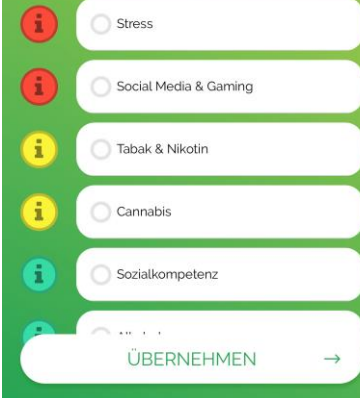 Stress
Social Media & Gaming
Tabak & Nikotin
Cannabis
Sozialkompetenz
ÜBERNEHMEN →